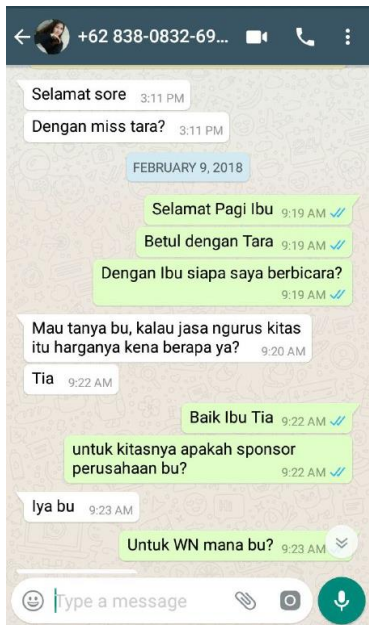 +62 838-0832-69...
Selamat sore 3:11 PM
Dengan miss tara? 3:11 PM
FEBRUARY 9, 2018
Selamat Pagi Ibu 9:19 AM
Betul dengan Tara 9:19 AM
Dengan Ibu siapa saya berbicara?
9:19 AM
Mau tanya bu, kalau jasa ngurus kitas
itu harganya kena berapa ya? 9:20 AM
Tia 9:22 AM
Baik Ibu Tia 9:22 AM
untuk kitasnya apakah sponsor
perusahaan bu? 9:22 AM
Iya bu 9:23 AM
Untuk WN mana bu? 9:23 AM
Type a message